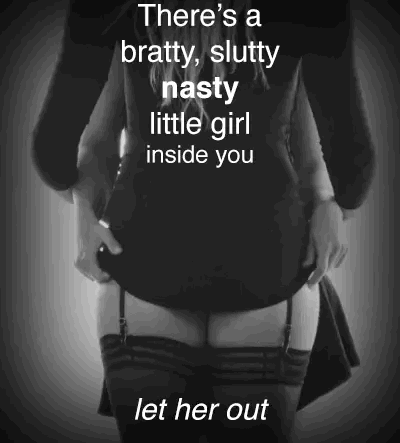 There's a
bratty, slutty
nasty
little girl
inside you
let her out